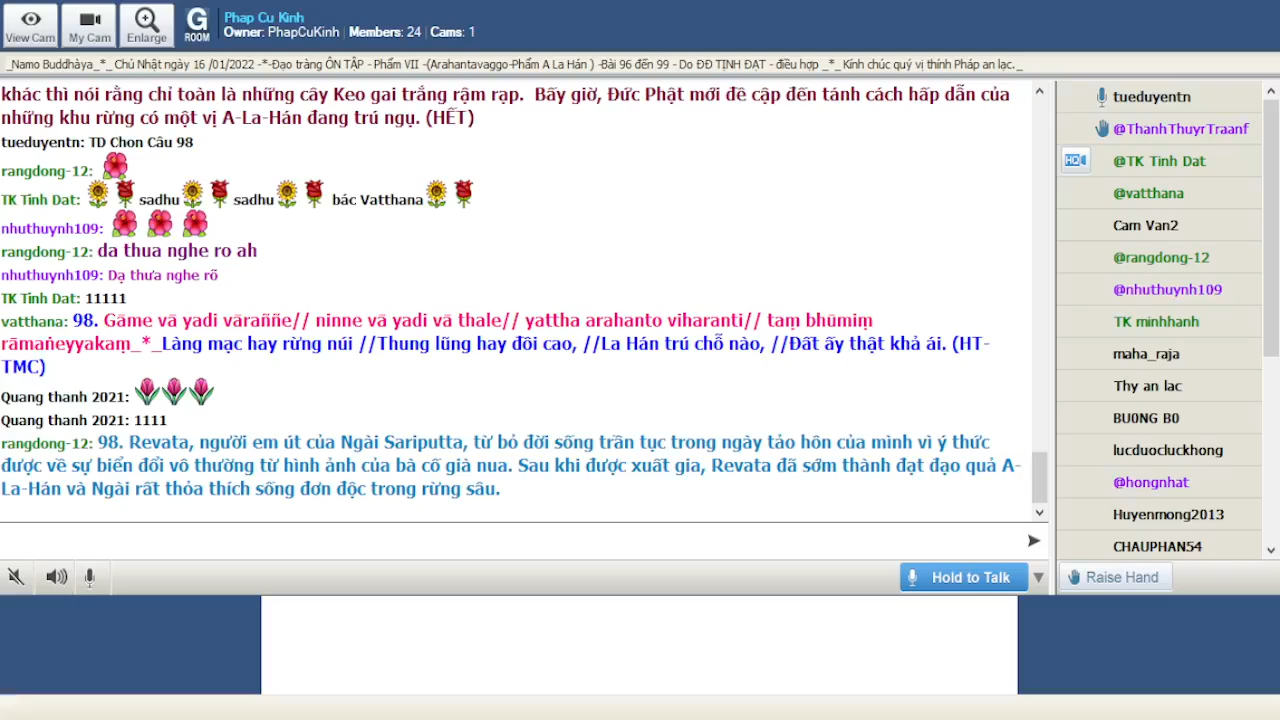 View Cam
My Cam
Enlarge
G
ROOM
Phap Cu Kinh
Owner: PhapCuKinh | Members: 24 | Cams: 1
_Namo Buddhàya_*_ Chủ Nhật ngày 16 /01/2022 -*-Đạo tràng ÔN TẬP - Phẩm VII -(Arahantavaggo-Phẩm A La Hán ) -Bài 96 đến 99 - Do ĐĐ TỊNH ĐẠT - điều hợp _*_ Kính chúc quý vị thính Pháp an lạc._
khác thì nói rằng chỉ toàn là những cây Keo gai trắng rậm rạp.  Bấy giờ, Đức Phật mới đề cập đến tánh cách hấp dẫn của
những khu rừng có một vị A-La-Hán đang trú ngụ. (HẾT)
tueduyentn: TD Chon Câu 98
rangdong-12:
TK Tinh Dat: sadhu sadhu bác Vatthana
nhuthuynh109:
rangdong-12: da thua nghe ro ah
nhuthuynh109: Dạ thưa nghe rõ
TK Tinh Dat: 11111
vatthana: 98. Gāme vā yadi vāraññe// ninne vā yadi vā thale// yattha arahanto viharanti// taṃ bhūmiṃ
rāmaṇeyyakaṃ_*_Làng mạc hay rừng núi //Thung lũng hay đồi cao, //La Hán trú chỗ nào, //Đất ấy thật khả ái. (HT-
TMC)
Quang thanh 2021:
Quang thanh 2021: 1111
rangdong-12: 98. Revata, người em út của Ngài Sariputta, từ bỏ đời sống trần tục trong ngày tảo hôn của mình vì ý thức
được về sự biến đổi vô thường từ hình ảnh của bà cố già nua. Sau khi được xuất gia, Revata đã sớm thành đạt đạo quả A-
La-Hán và Ngài rất thỏa thích sống đơn độc trong rừng sâu.
Hold to Talk
tueduyentn
@ThanhThuyrTraanf
HQ
@TK Tinh Dat
@vatthana
Cam Van2
@rangdong-12
@nhuthuynh109
TK minhhanh
maha_raja
Thy an lac
BU0NG B0
lucduocluckhong
@hongnhat
Huyenmong2013
CHAUPHAN54
Raise Hand